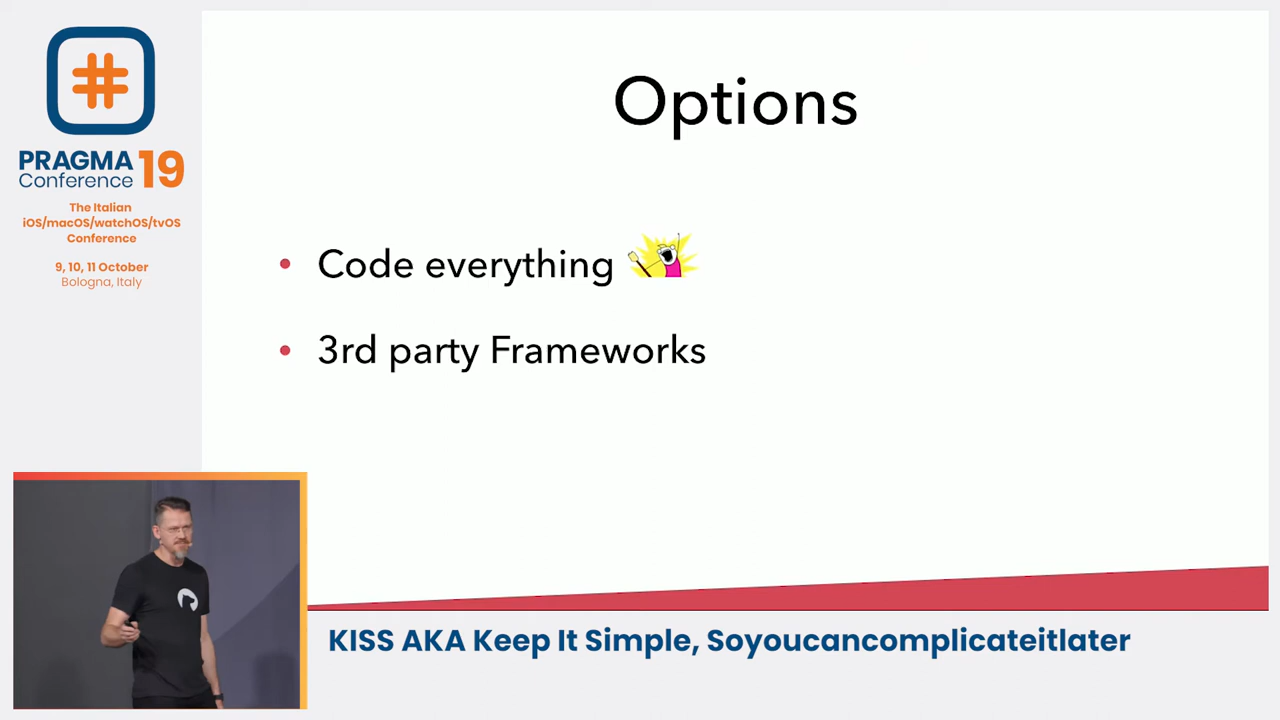 #
PRAGMA 19
Conference
The Italian
iOS/macOS/watchOS/tvOS
Conference
9, 10, 11 October
Bologna, Italy
Options
• Code everything
• 3rd party Frameworks
KISS AKA Keep It Simple, Soyoucancomplicateitlater